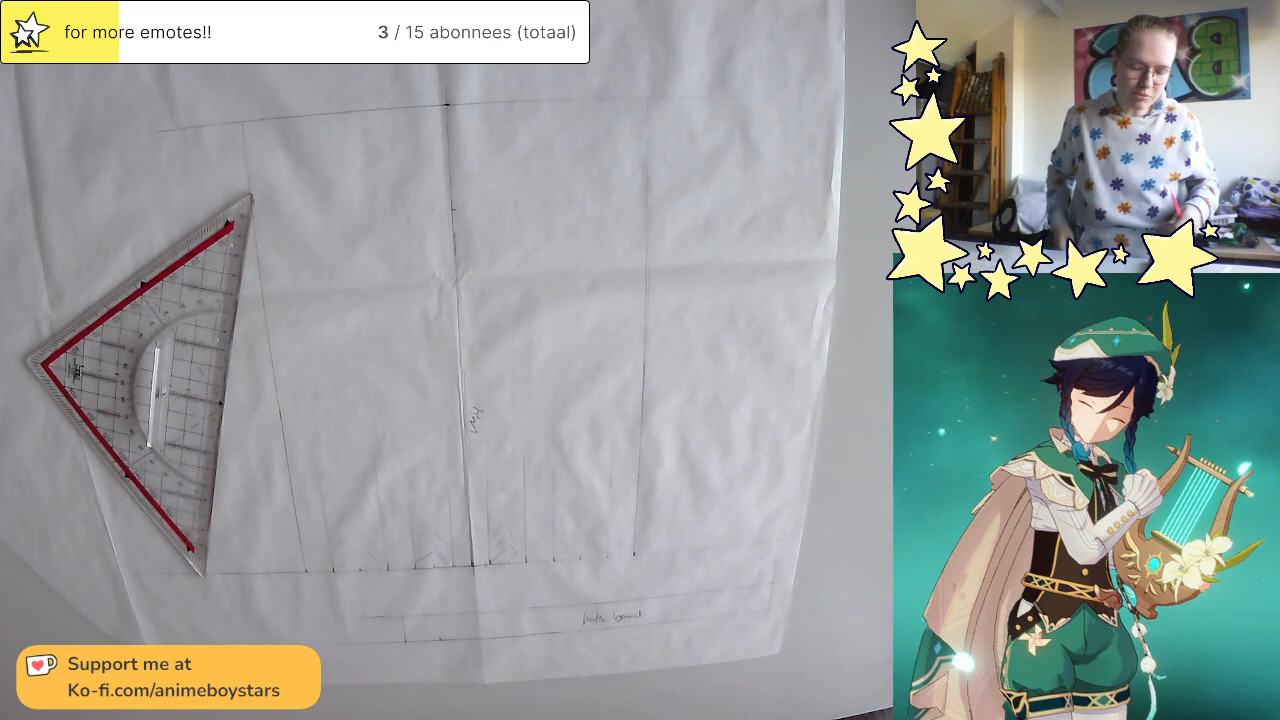 for more emotes!!
3 / 15 abonnees (totaal)
Support me at
Ko-fi.com/animeboystars